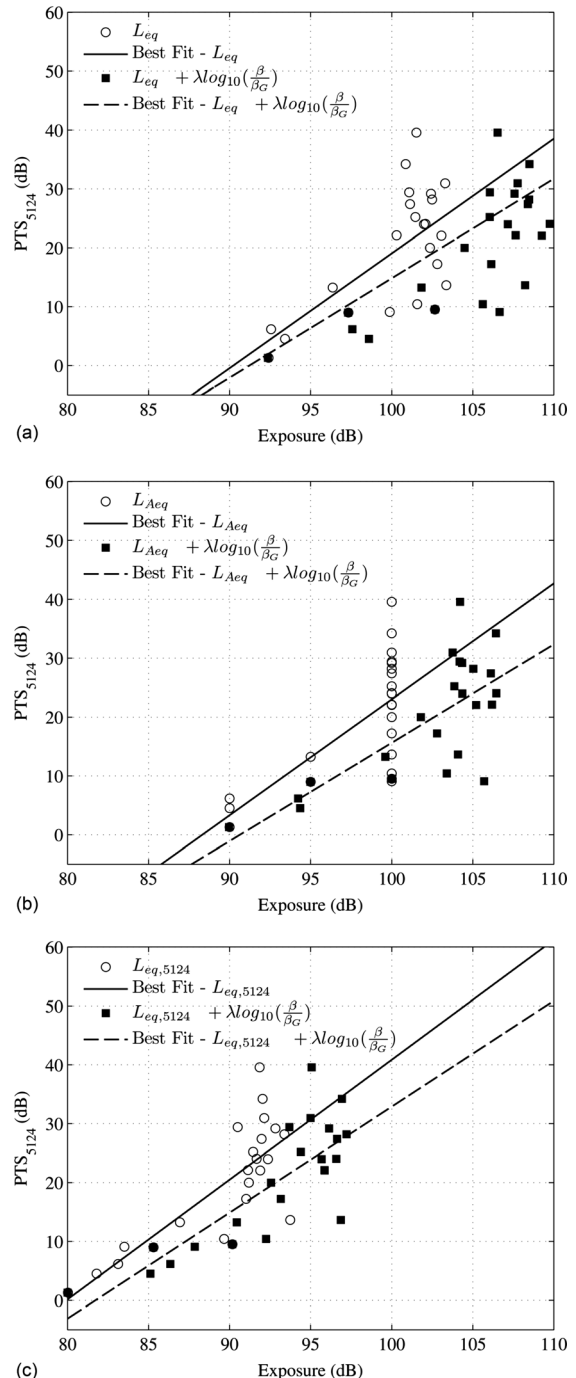 60
50
40
30
20
10
0
PTS5124 (dB)
Leq
Best Fit - Leq
Leq + λlog10(β/βG)
Best Fit - Leq + λlog10(β/βG)
80 85 90 95 100 105 110
(a) Exposure (dB)
60
50
40
30
20
10
0
PTS5124 (dB)
LAeq
Best Fit - LAeq
LAeq + λlog10(β/βG)
Best Fit - LAeq + λlog10(β/βG)
80 85 90 95 100 105 110
(b) Exposure (dB)
60
50
40
30
20
10
0
PTS5124 (dB)
Leq,5124
Best Fit - Leq,5124
Leq,5124 + λlog10(β/βG)
Best Fit - Leq,5124 + λlog10(β/βG)
80 85 90 95 100 105 110
(c) Exposure (dB)